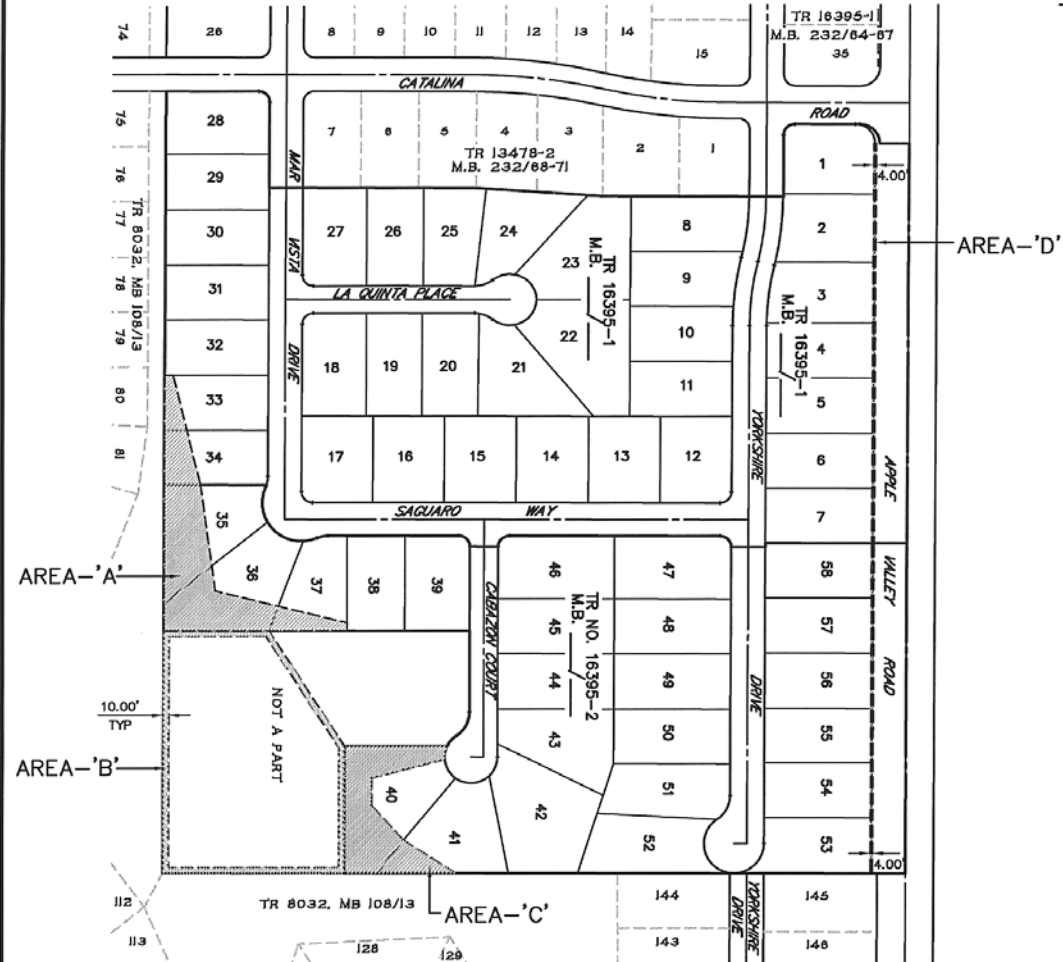 74
26
8
9
10
11
12
13
14
15
TR 16395-1
M.B. 232/64-67
35
CATALINA
ROAD
75
76
77
78
79
80
81
TR 8032, MB 108/13
28
29
30
31
32
33
34
MAR
VISTA
DRIVE
7
6
5
4
3
2
1
TR 13478-2
M.B. 232/68-71
27
26
25
24
23
22
TR 16395-1
M.B.
LA QUINTA PLACE
18
19
20
21
8
9
10
11
17
16
15
14
13
12
SAGUARO
WAY
YORKSHIRE
DRIVE
1
2
3
4
5
6
7
TR. 16395-1
M.B.
4.00'
AREA-'D'
APPLE
VALLEY
ROAD
AREA-'A'
35
36
37
38
39
CABAZON COURT
46
45
44
43
TR NO. 16395-2
M.B.
47
48
49
50
51
52
58
57
56
55
54
53
4.00'
10.00'
TYP
AREA-'B'
NOT A PART
40
41
42
AREA-'C'
TR 8032, MB 108/13
112
113
128
129
144
143
YORKSHIRE
DRIVE
145
146